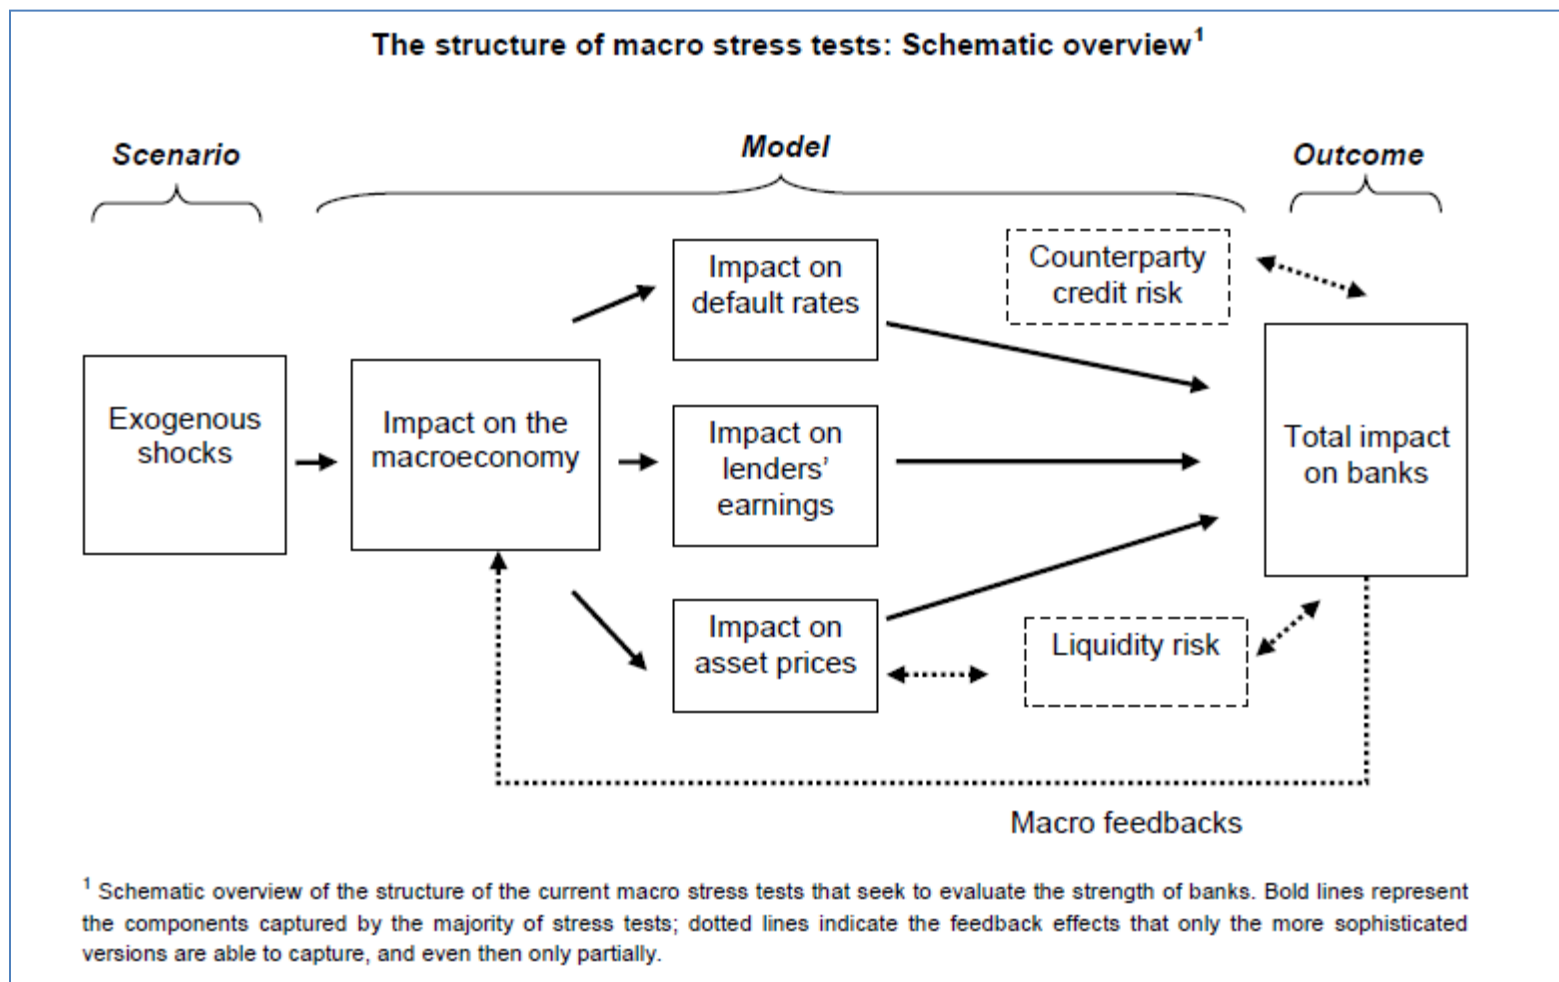 The structure of macro stress tests: Schematic overview1
Scenario
Model
Outcome
Exogenous
shocks
Impact on the
macroeconomy
Impact on
default rates
Impact on
lenders’
earnings
Impact on
asset prices
Counterparty
credit risk
Liquidity risk
Total impact
on banks
Macro feedbacks
1 Schematic overview of the structure of the current macro stress tests that seek to evaluate the strength of banks. Bold lines represent
the components captured by the majority of stress tests; dotted lines indicate the feedback effects that only the more sophisticated
versions are able to capture, and even then only partially.